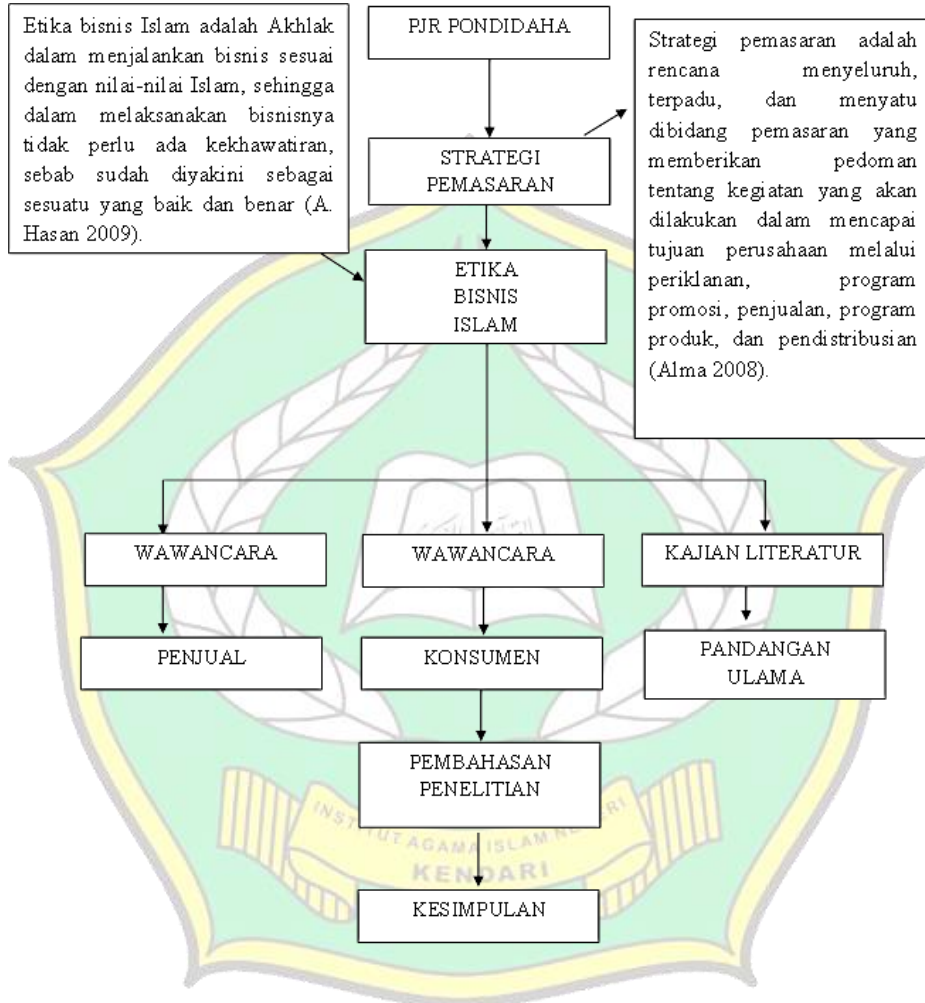 Etika bisnis Islam adalah Akhlak
dalam menjalankan bisnis sesuai
dengan nilai-nilai Islam, sehingga
dalam melaksanakan bisnisnya
tidak perlu ada kekhawatiran,
sebab sudah diyakini sebagai
sesuatu yang baik dan benar (A.
Hasan 2009).
PJR PONDIDAHA
Strategi pemasaran adalah
rencana menyeluruh,
terpadu, dan menyatu
dibidang pemasaran yang
memberikan pedoman
tentang kegiatan yang akan
dilakukan dalam mencapai
tujuan perusahaan melalui
periklanan, program
promosi, penjualan, program
produk, dan pendistribusian
(Alma 2008).
STRATEGI
PEMASARAN
ETIKA
BISNIS
ISLAM
WAWANCARA
WAWANCARA
KAJIAN LITERATUR
PENJUAL
KONSUMEN
PANDANGAN
ULAMA
PEMBAHASAN
PENELITIAN
INSTITUT AGAMA ISLAM NEGERI
KENDARI
KESIMPULAN